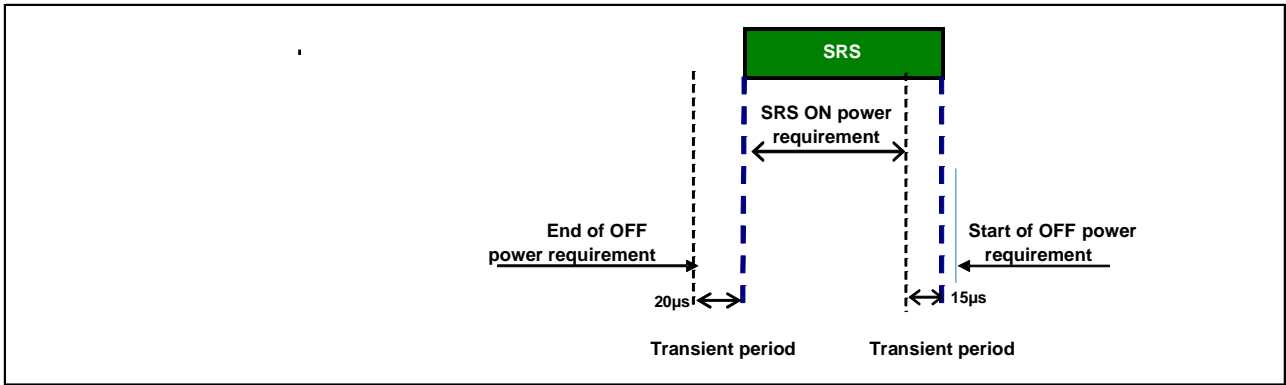 SRS
SRS ON power
requirement
End of OFF
power requirement
Start of OFF power
requirement
20µs
15µs
Transient period
Transient period